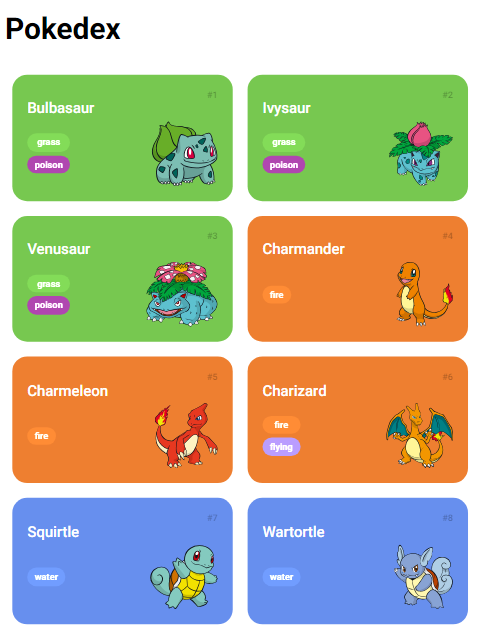 Pokedex
#1
Bulbasaur
grass
poison
#2
Ivysaur
grass
poison
#3
Venusaur
grass
poison
#4
Charmander
fire
#5
Charmeleon
fire
#6
Charizard
fire
flying
#7
Squirtle
water
#8
Wartortle
water